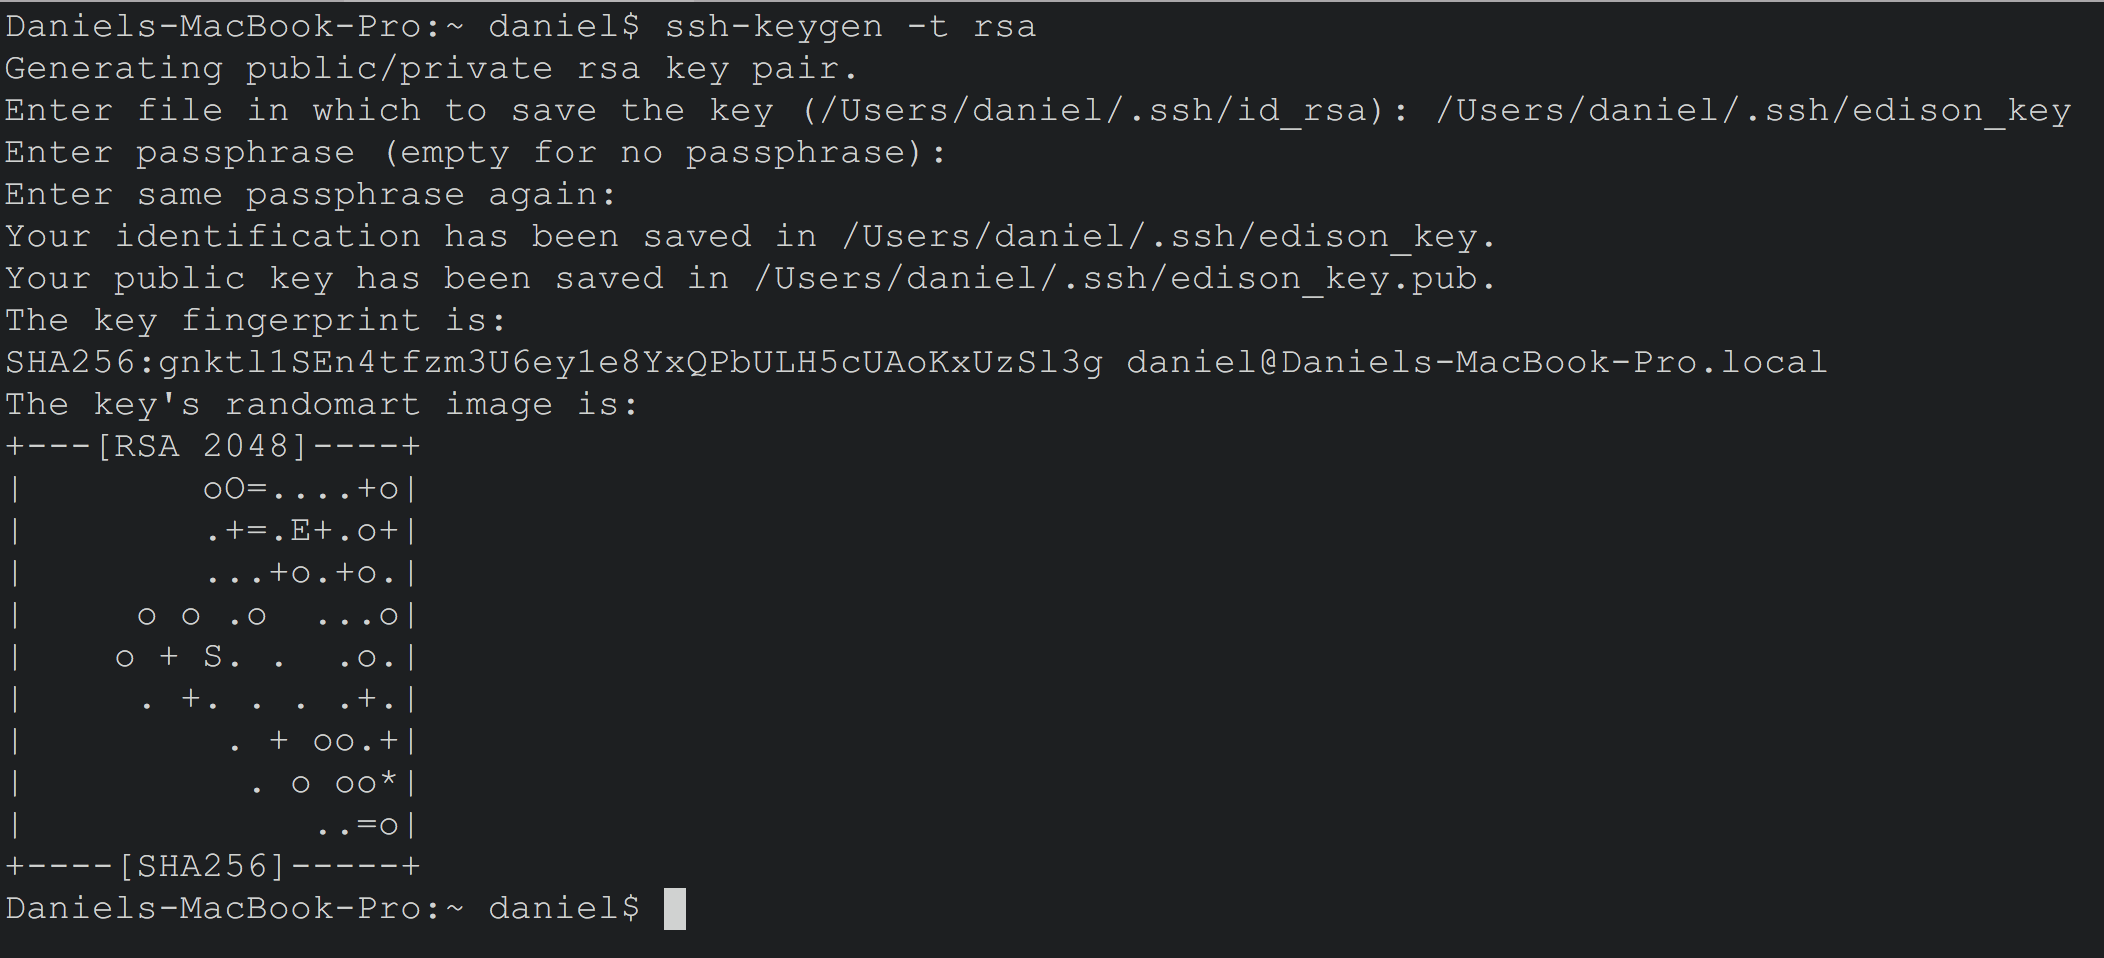 Daniels-MacBook-Pro:~ daniel$ ssh-keygen -t rsa
Generating public/private rsa key pair.
Enter file in which to save the key (/Users/daniel/.ssh/id_rsa): /Users/daniel/.ssh/edison_key
Enter passphrase (empty for no passphrase):
Enter same passphrase again:
Your identification has been saved in /Users/daniel/.ssh/edison_key.
Your public key has been saved in /Users/daniel/.ssh/edison_key.pub.
The key fingerprint is:
SHA256:gnktl1SEn4tfzm3U6ey1e8YxQPbULH5cUAoKxUzSl3g daniel@Daniels-MacBook-Pro.local
The key's randomart image is:
+---[RSA 2048]----+
|        oO=....+o|
|        .+=.E+.o+|
|        ...+o.+o.|
|     o o .o  ...o|
|    o + S. .  .o.|
|     . +. . . .+.|
|         . + oo.+|
|          . o oo*|
|             ..=o|
+----[SHA256]-----+
Daniels-MacBook-Pro:~ daniel$